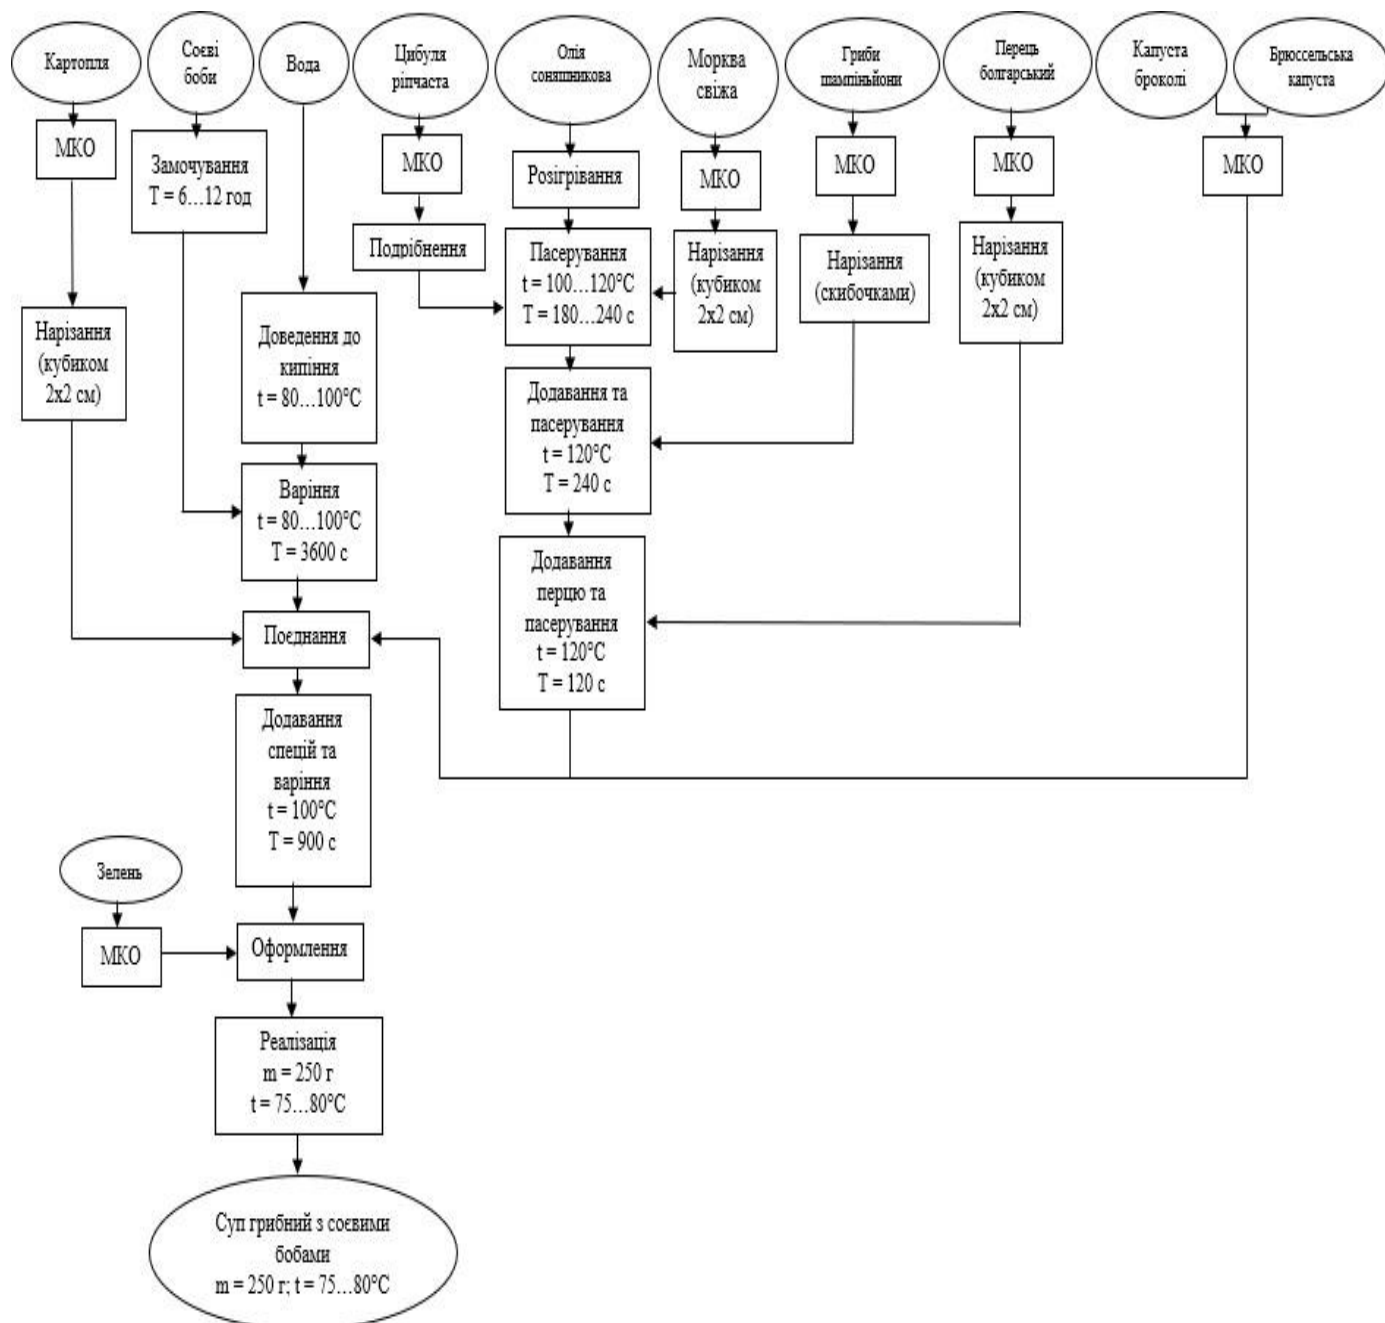 Картопля
Соєві
боби
Вода
Цибуля
ріпчаста
Олія
соняшникова
Морква
свіжа
Гриби
шампіньйони
Перець
болгарський
Капуста
броколі
Брюссельська
капуста
МКО
Замочування
T = 6…12 год
МКО
Розігрівання
МКО
МКО
МКО
МКО
Подрібнення
Пасерування
t = 100…120°C
T = 180…240 с
Нарізання
(кубиком
2х2 см)
Нарізання
(скибочками)
Нарізання
(кубиком
2х2 см)
Нарізання
(кубиком
2х2 см)
Доведення до
кипіння
t = 80…100°C
Додавання та
пасерування
t = 120°C
T = 240 с
Варіння
t = 80…100°C
T = 3600 с
Додавання
перцю та
пасерування
t = 120°C
T = 120 с
Поєднання
Додавання
спецій та
варіння
t = 100°C
T = 900 с
Зелень
МКО
Оформлення
Реалізація
m = 250 г
t = 75…80°C
Суп грибний з соєвими
бобами
m = 250 г; t = 75…80°C